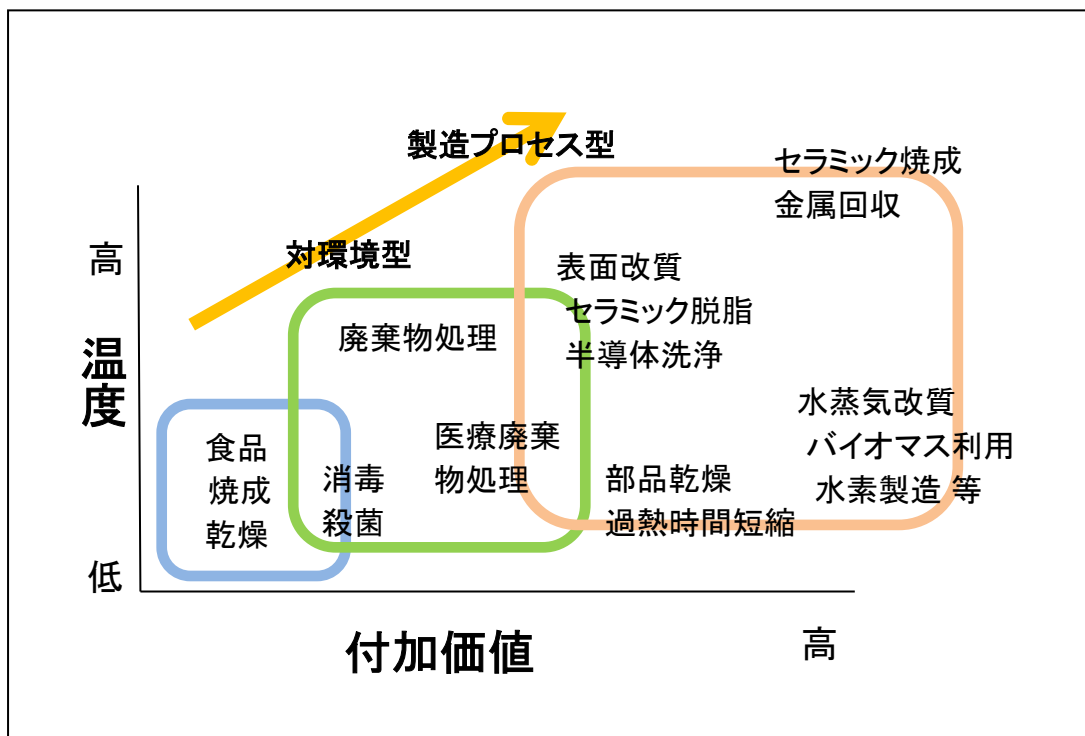 製造プロセス型
セラミック焼成
金属回収
対環境型
高
表面改質
セラミック脱脂
半導体洗浄
廃棄物処理
温度
水蒸気改質
バイオマス利用
水素製造 等
食品
焼成
乾燥
消毒
殺菌
医療廃棄
物処理
部品乾燥
過熱時間短縮
低
付加価値
高